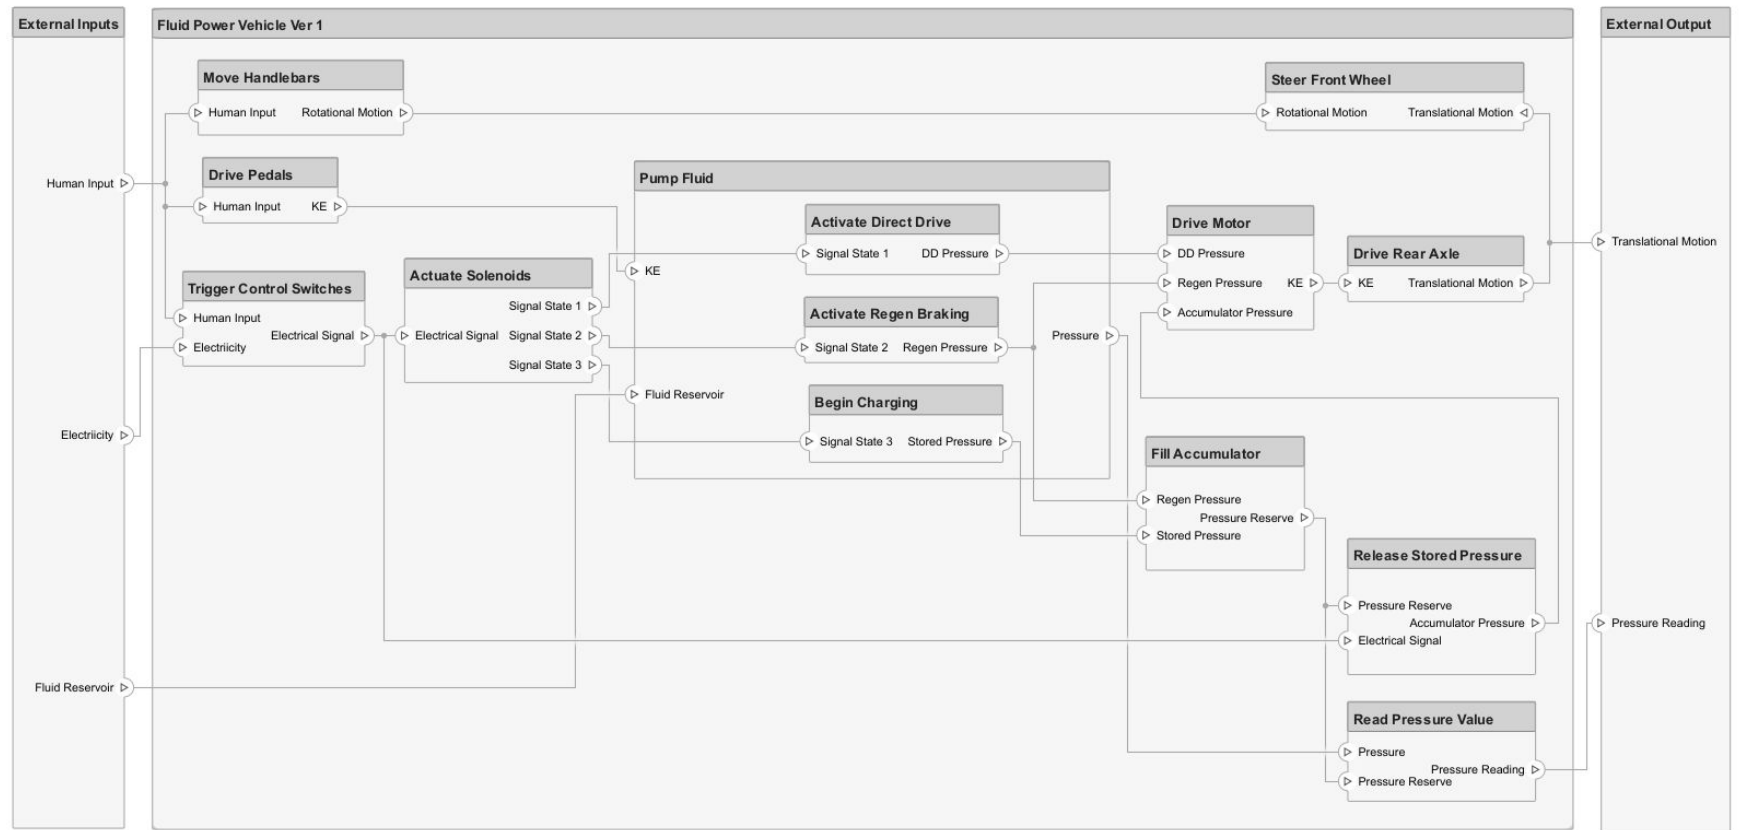 External Inputs
Fluid Power Vehicle Ver 1
External Output
Move Handlebars
Human Input
Rotational Motion
Steer Front Wheel
Rotational Motion
Translational Motion
Human Input
Drive Pedals
Human Input
KE
Pump Fluid
KE
Fluid Reservoir
Pressure
Activate Direct Drive
Signal State 1
DD Pressure
Activate Regen Braking
Signal State 2
Regen Pressure
Begin Charging
Signal State 3
Stored Pressure
Drive Motor
DD Pressure
Regen Pressure
KE
Accumulator Pressure
Drive Rear Axle
KE
Translational Motion
Translational Motion
Trigger Control Switches
Human Input
Electrical Signal
Electriicity
Actuate Solenoids
Signal State 1
Electrical Signal
Signal State 2
Signal State 3
Electriicity
Fill Accumulator
Regen Pressure
Pressure Reserve
Stored Pressure
Release Stored Pressure
Pressure Reserve
Accumulator Pressure
Electrical Signal
Pressure Reading
Fluid Reservoir
Read Pressure Value
Pressure
Pressure Reading
Pressure Reserve